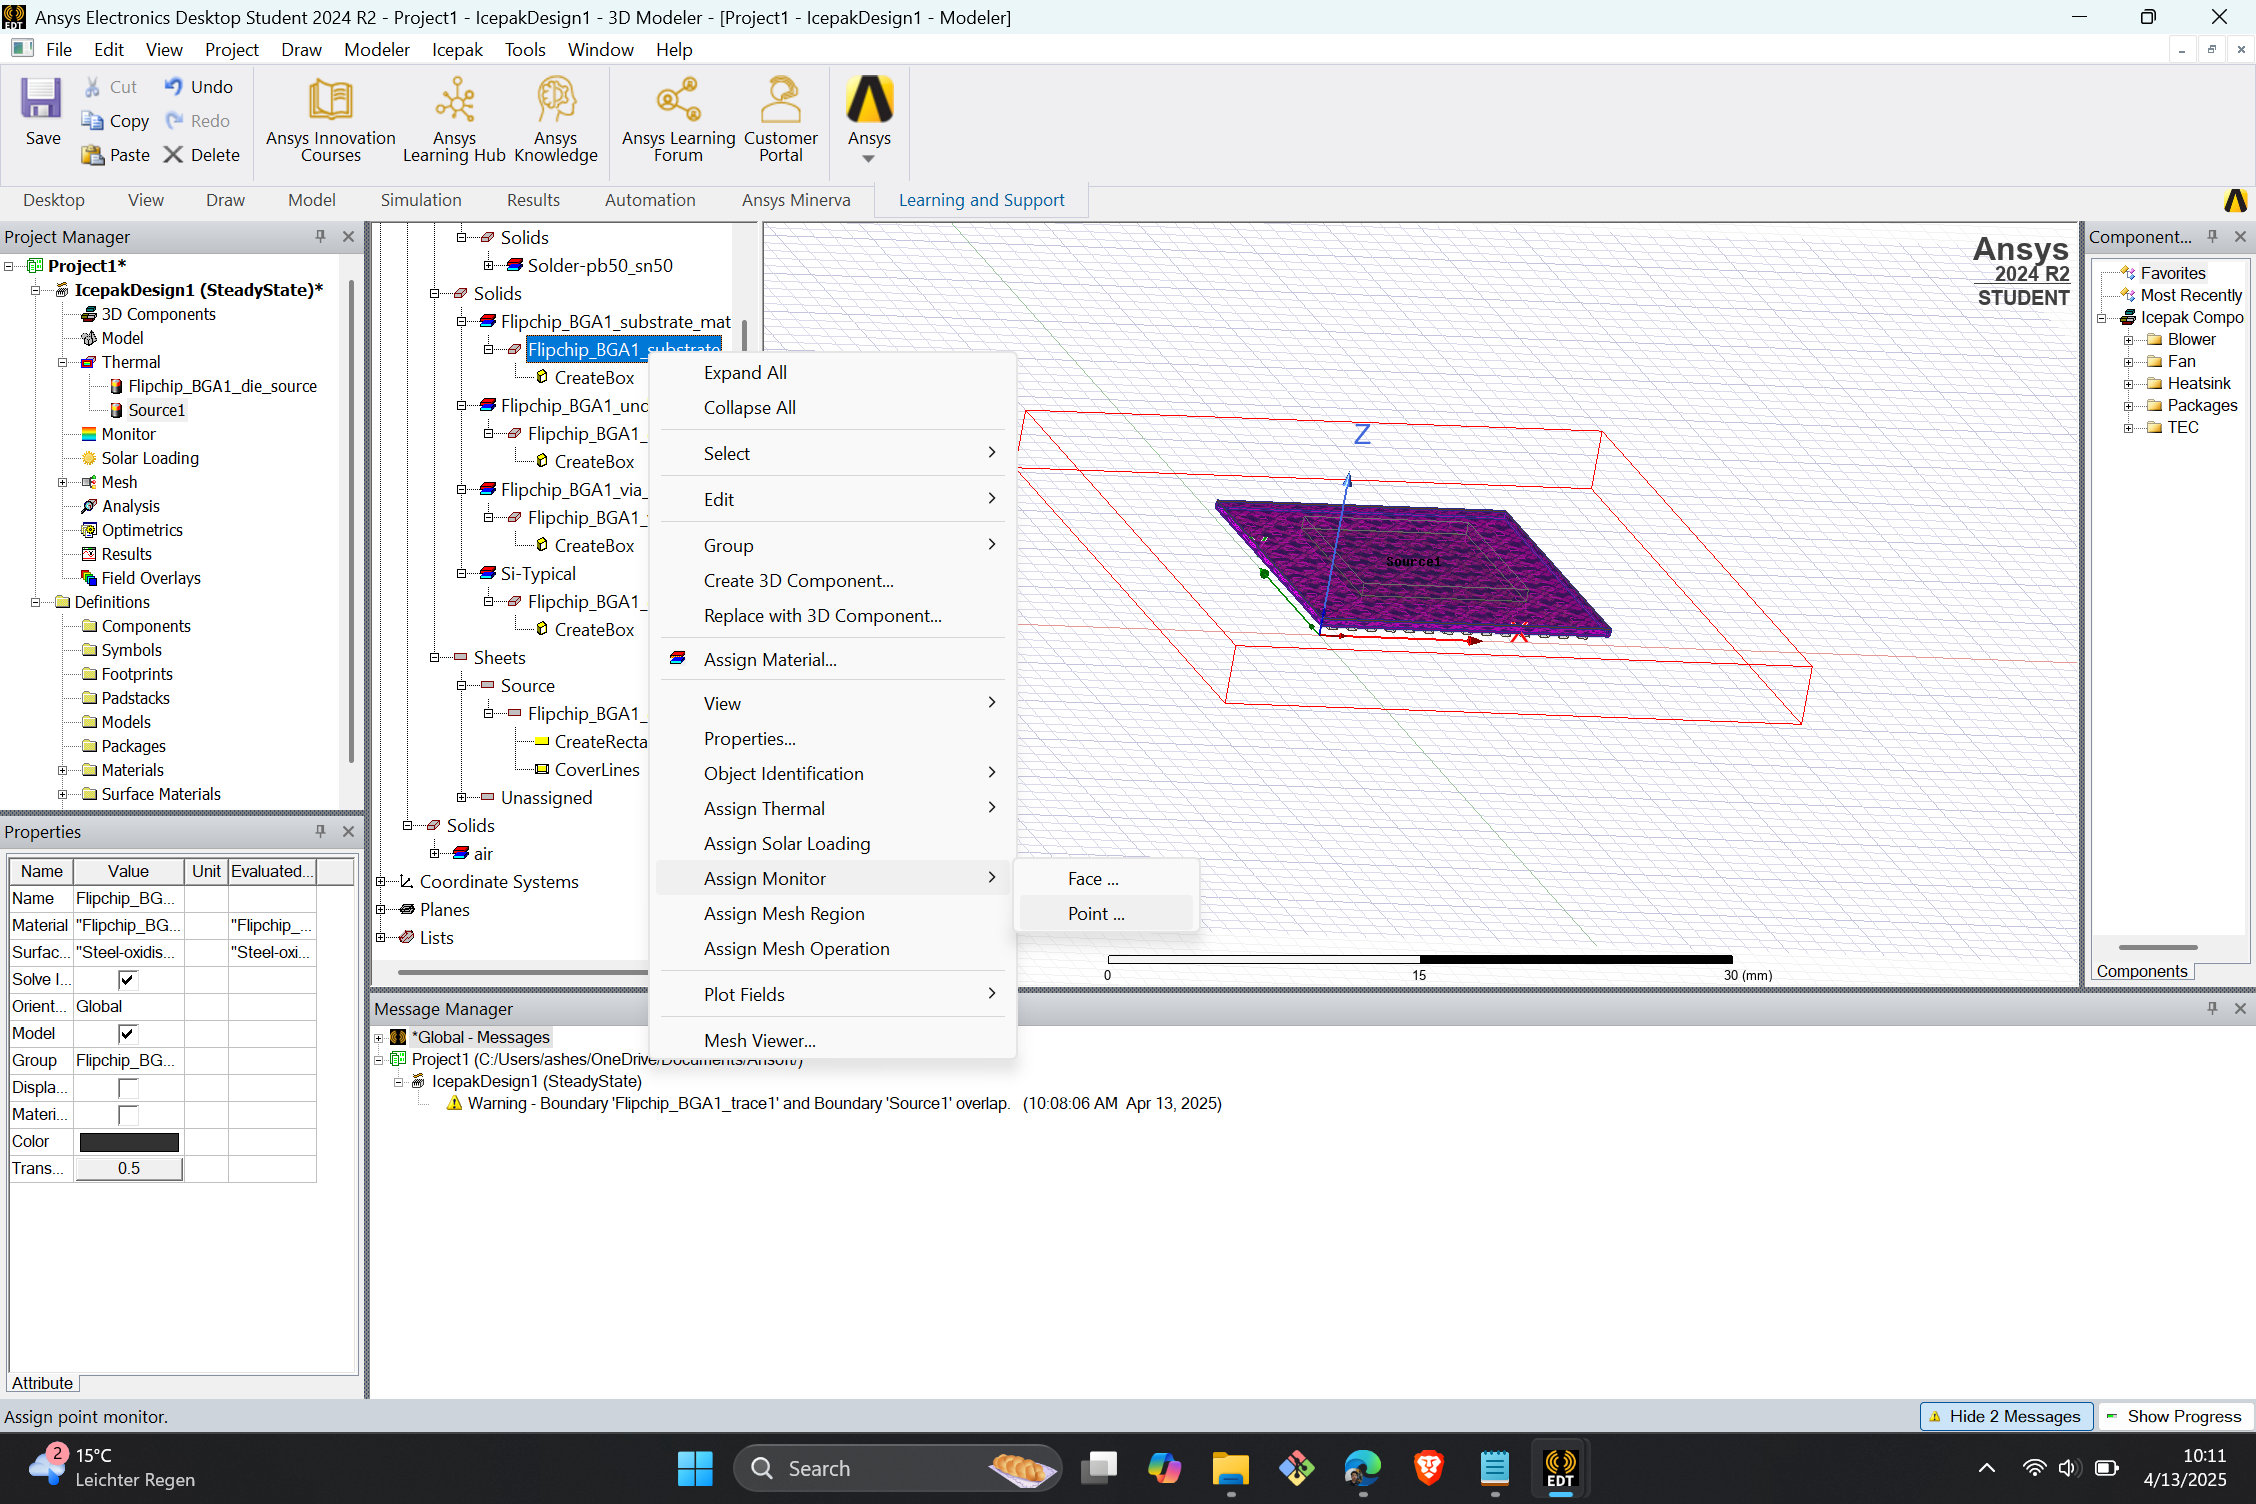 Ansys Electronics Desktop Student 2024 R2 - Project1 - IcepakDesign1 - 3D Modeler - [Project1 - IcepakDesign1 - Modeler]
File Edit View Project Draw Modeler Icepak Tools Window Help
Save
Cut
Copy
Paste
Undo
Redo
Delete
Ansys Innovation
Courses
Ansys
Learning Hub
Ansys
Knowledge
Ansys Learning
Forum
Customer
Portal
Ansys
Desktop View Draw Model Simulation Results Automation Ansys Minerva Learning and Support
Project Manager
Project1*
IcepakDesign1 (SteadyState)*
3D Components
Model
Thermal
Flipchip_BGA1_die_source
Source1
Monitor
Solar Loading
Mesh
Analysis
Optimetrics
Results
Field Overlays
Definitions
Components
Symbols
Footprints
Padstacks
Models
Packages
Materials
Surface Materials
Properties
Name Value Unit Evaluated...
Name Flipchip_BG...
Material "Flipchip_BG... "Flipchip_...
Surfac... "Steel-oxidis... "Steel-oxi...
Solve I...
Orient... Global
Model
Group Flipchip_BG...
Displa...
Materi...
Color
Trans... 0.5
Attribute
Solids
Solder-pb50_sn50
Solids
Flipchip_BGA1_substrate_mat
Flipchip_BGA1_substrate
CreateBox
Flipchip_BGA1_und
Flipchip_BGA1_
CreateBox
Flipchip_BGA1_via_
Flipchip_BGA1_
CreateBox
Si-Typical
Flipchip_BGA1_
CreateBox
Sheets
Source
Flipchip_BGA1_
CreateRecta
CoverLines
Unassigned
Solids
air
Coordinate Systems
Planes
Lists
Expand All
Collapse All
Select
Edit
Group
Create 3D Component...
Replace with 3D Component...
Assign Material...
View
Properties...
Object Identification
Assign Thermal
Assign Solar Loading
Assign Monitor
Assign Mesh Region
Assign Mesh Operation
Plot Fields
Mesh Viewer...
Face ...
Point ...
Ansys
2024 R2
STUDENT
Z
Source1
X
0 15 30 (mm)
Component...
Favorites
Most Recently
Icepak Compo
Blower
Fan
Heatsink
Packages
TEC
Components
Message Manager
*Global - Messages
Project1 (C:/Users/ashes/OneDrive/Documents/Ansoft/)
IcepakDesign1 (SteadyState)
Warning - Boundary 'Flipchip_BGA1_trace1' and Boundary 'Source1' overlap. (10:08:06 AM Apr 13, 2025)
Assign point monitor.
Hide 2 Messages
Show Progress
2
15°C
Leichter Regen
Search
EDT
10:11
4/13/2025